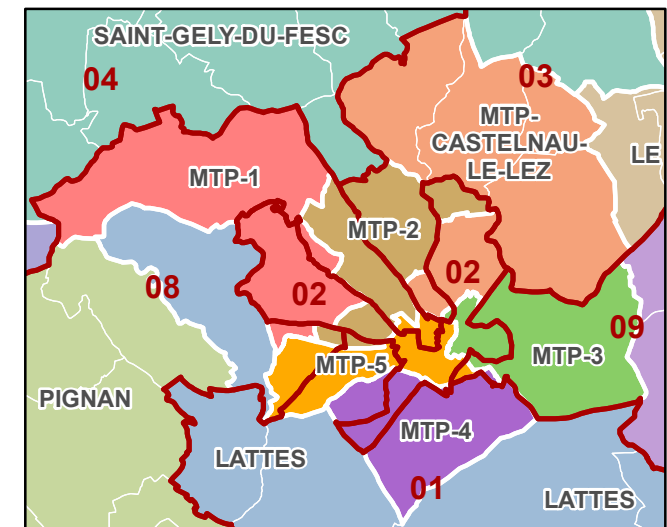 SAINT-GELY-DU-FESC
04
03
MTP-
CASTELNAU-
LE-LEZ
LE
MTP-1
MTP-2
08
02
02
09
MTP-5
MTP-3
PIGNAN
MTP-4
LATTES
01
LATTES